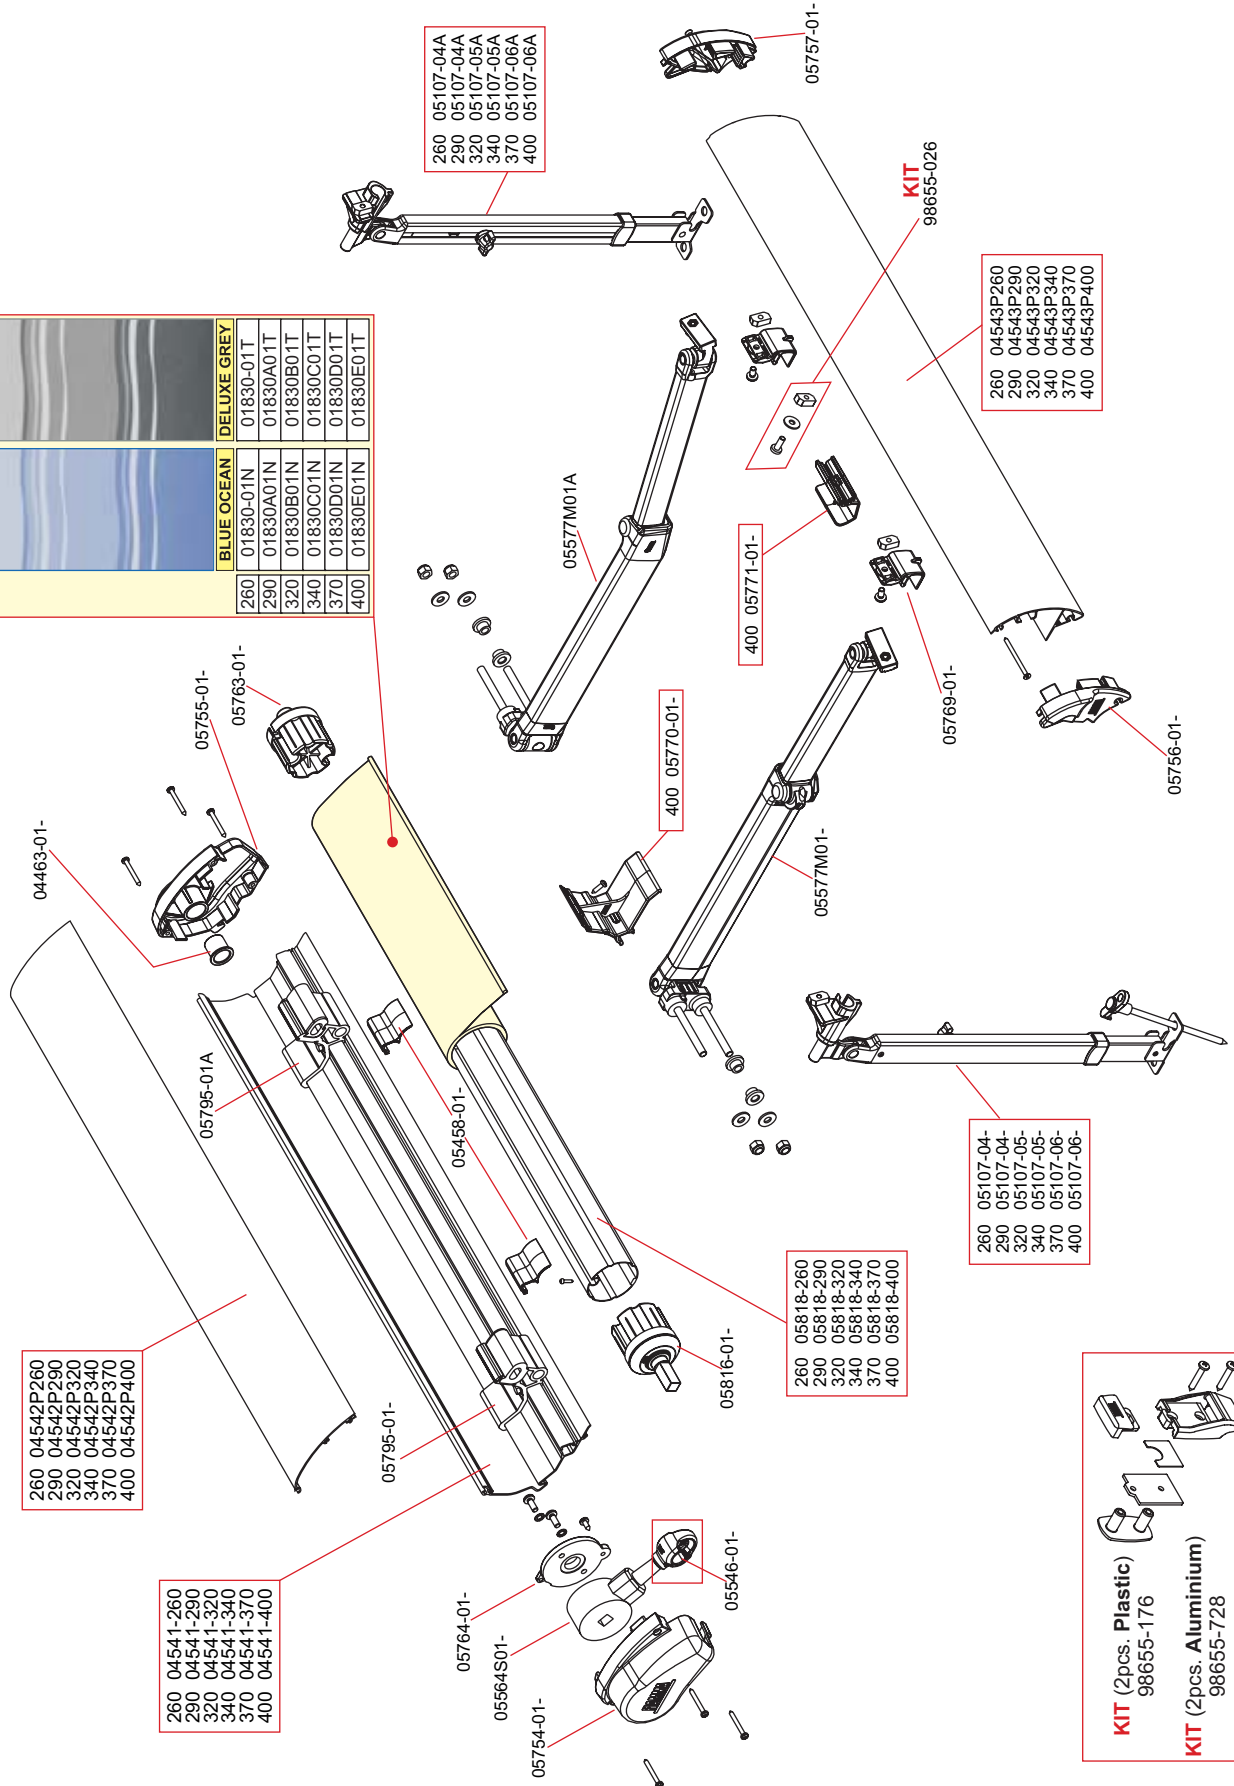 260 04542P260
290 04542P290
320 04542P320
340 04542P340
370 04542P370
400 04542P400
260 04541-260
290 04541-290
320 04541-320
340 04541-340
370 04541-370
400 04541-400
04463-01-
05755-01-
05763-01-
05795-01A
05795-01-
05458-01-
05764-01-
05564S01-
05754-01-
05546-01-
05816-01-
260 05818-260
290 05818-290
320 05818-320
340 05818-340
370 05818-370
400 05818-400
BLUE OCEAN DELUXE GREY
260 01830-01N 01830-01T
290 01830A01N 01830A01T
320 01830B01N 01830B01T
340 01830C01N 01830C01T
370 01830D01N 01830D01T
400 01830E01N 01830E01T
260 05107-04A
290 05107-04A
320 05107-05A
340 05107-05A
370 05107-06A
400 05107-06A
05577M01A
400 05770-01-
400 05771-01-
05577M01-
05769-01-
KIT
98655-026
05757-01-
05756-01-
260 04543P260
290 04543P290
320 04543P320
340 04543P340
370 04543P370
400 04543P400
260 05107-04-
290 05107-04-
320 05107-05-
340 05107-05-
370 05107-06-
400 05107-06-
KIT (2pcs. Plastic)
98655-176
KIT (2pcs. Aluminium)
98655-728